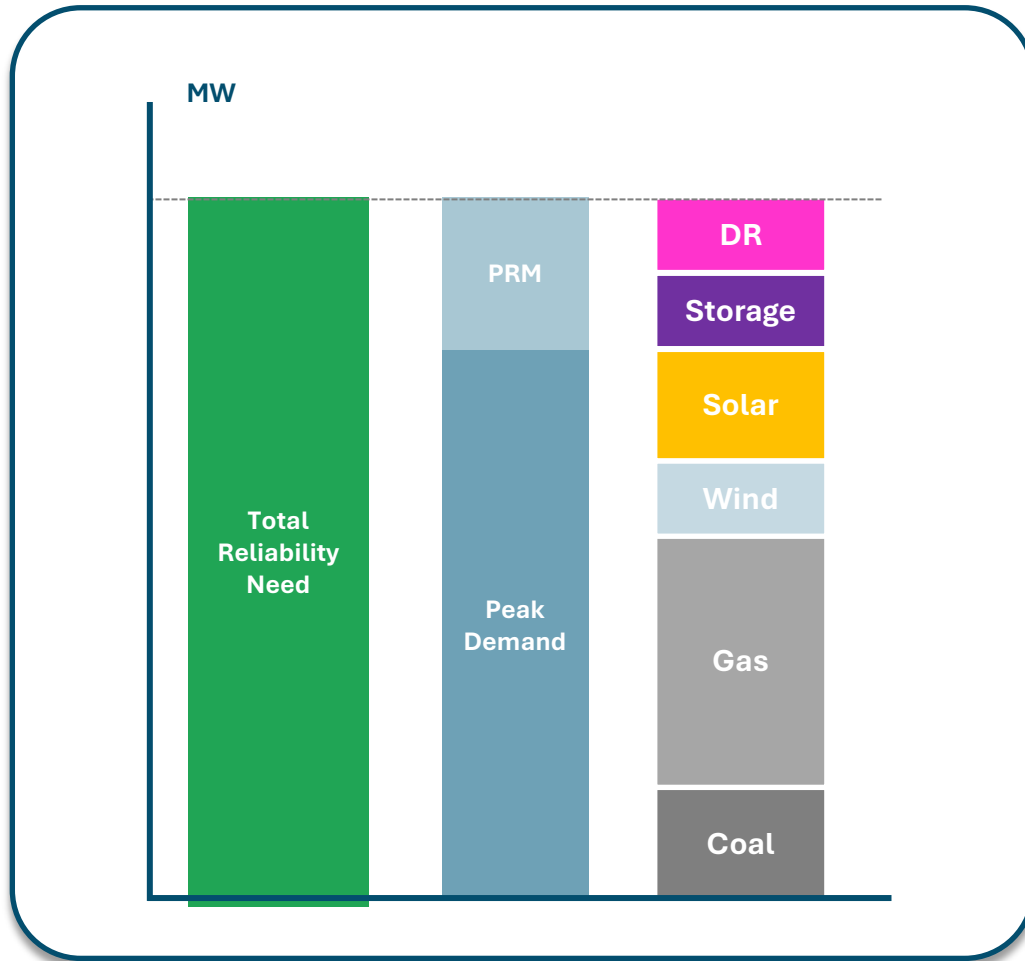 MW
Total
Reliability
Need
PRM
Peak
Demand
DR
Storage
Solar
Wind
Gas
Coal